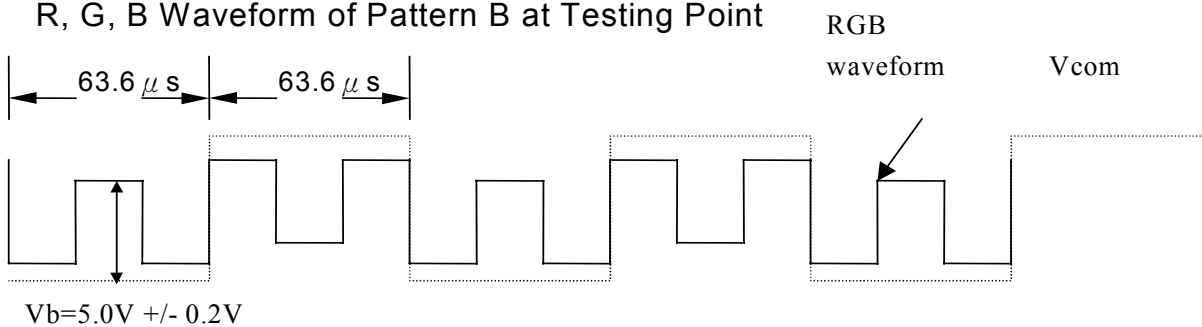 R, G, B Waveform of Pattern B at Testing Point
RGB
waveform
Vcom
63.6 μ s
63.6 μ s
Vb=5.0V +/- 0.2V